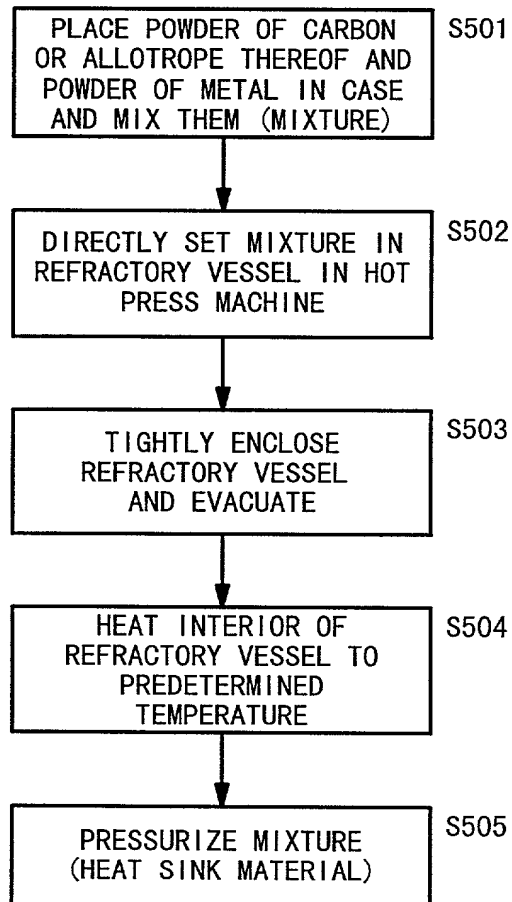 PLACE POWDER OF CARBON
OR ALLOTROPE THEREOF AND
POWDER OF METAL IN CASE
AND MIX THEM (MIXTURE)
S501
DIRECTLY SET MIXTURE IN
REFRACTORY VESSEL IN HOT
PRESS MACHINE
S502
TIGHTLY ENCLOSE
REFRACTORY VESSEL
AND EVACUATE
S503
HEAT INTERIOR OF
REFRACTORY VESSEL TO
PREDETERMINED
TEMPERATURE
S504
PRESSURIZE MIXTURE
(HEAT SINK MATERIAL)
S505